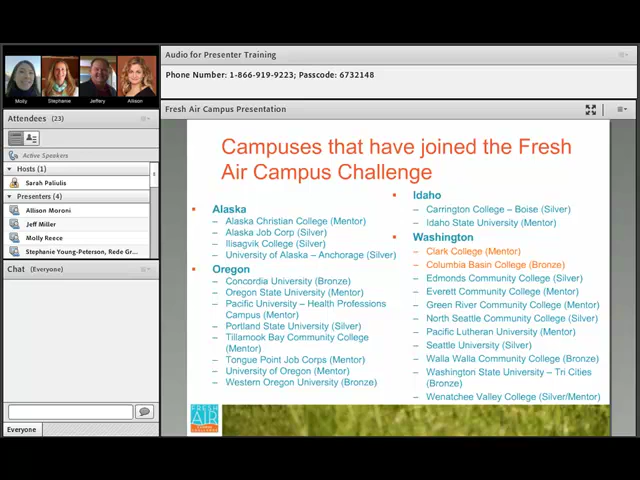 Molly
Stephanie
Jeffery
Allison
Attendees (23)
Active Speakers
Hosts (1)
Sarah Paliulis
Presenters (4)
Allison Moroni
Jeff Miller
Molly Reece
Stephanie Young-Peterson, Rede Gr...
Chat (Everyone)
Everyone
Audio for Presenter Training
Phone Number: 1-866-919-9223; Passcode: 6732148
Fresh Air Campus Presentation
Campuses that have joined the Fresh
Air Campus Challenge
• Alaska
– Alaska Christian College (Mentor)
– Alaska Job Corp (Silver)
– Ilisagvik College (Silver)
– University of Alaska – Anchorage (Silver)
• Oregon
– Concordia University (Bronze)
– Oregon State University (Mentor)
– Pacific University – Health Professions
Campus (Mentor)
– Portland State University (Silver)
– Tillamook Bay Community College
(Mentor)
– Tongue Point Job Corps (Mentor)
– University of Oregon (Mentor)
– Western Oregon University (Bronze)
• Idaho
– Carrington College – Boise (Silver)
– Idaho State University (Mentor)
• Washington
– Clark College (Mentor)
– Columbia Basin College (Bronze)
– Edmonds Community College (Silver)
– Everett Community College (Mentor)
– Green River Community College (Mentor)
– North Seattle Community College (Silver)
– Pacific Lutheran University (Mentor)
– Seattle University (Silver)
– Walla Walla Community College (Bronze)
– Washington State University – Tri Cities
(Bronze)
– Wenatchee Valley College (Silver/Mentor)
FRESH
AIR